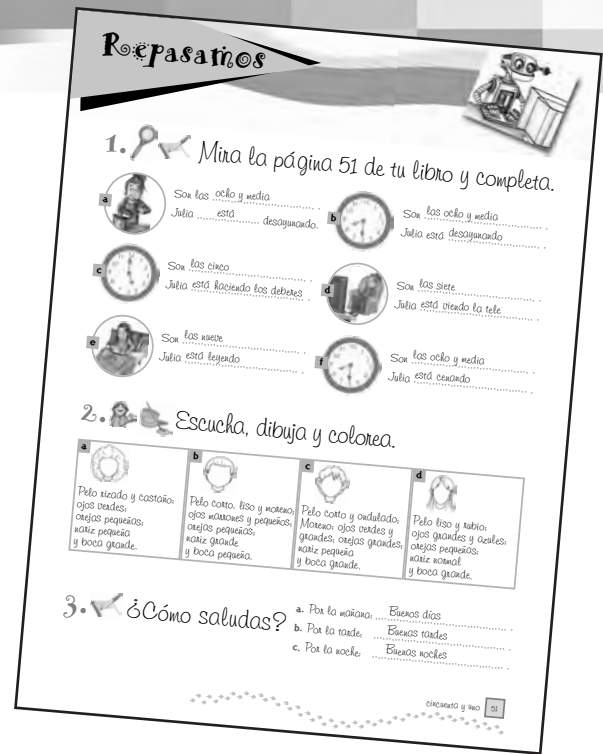 Repasamos
1. Mira la página 51 de tu libro y completa.
a Son las ocho y media.
Julia está desayunando.
b Son las ocho y media.
Julia está desayunando.
c Son las cinco.
Julia está haciendo los deberes.
d Son las siete.
Julia está viendo la tele.
e Son las nueve.
Julia está leyendo.
f Son las ocho y media.
Julia está cenando.
2. Escucha, dibuja y colorea.
a
Pelo rizado y castaño;
ojos verdes;
orejas pequeñas;
nariz pequeña
y boca grande.
b
Pelo corto, liso y moreno;
ojos marrones y pequeños;
orejas pequeñas;
nariz grande
y boca pequeña.
c
Pelo corto y ondulado;
Moreno; ojos verdes y
grandes; orejas grandes;
nariz pequeña
y boca grande.
d
Pelo liso y rubio;
ojos grandes y azules;
orejas pequeñas;
nariz normal
y boca grande.
3. ¿Cómo saludas?
a. Por la mañana: Buenos días.
b. Por la tarde: Buenas tardes.
c. Por la noche: Buenas noches.
cincuenta y uno 51